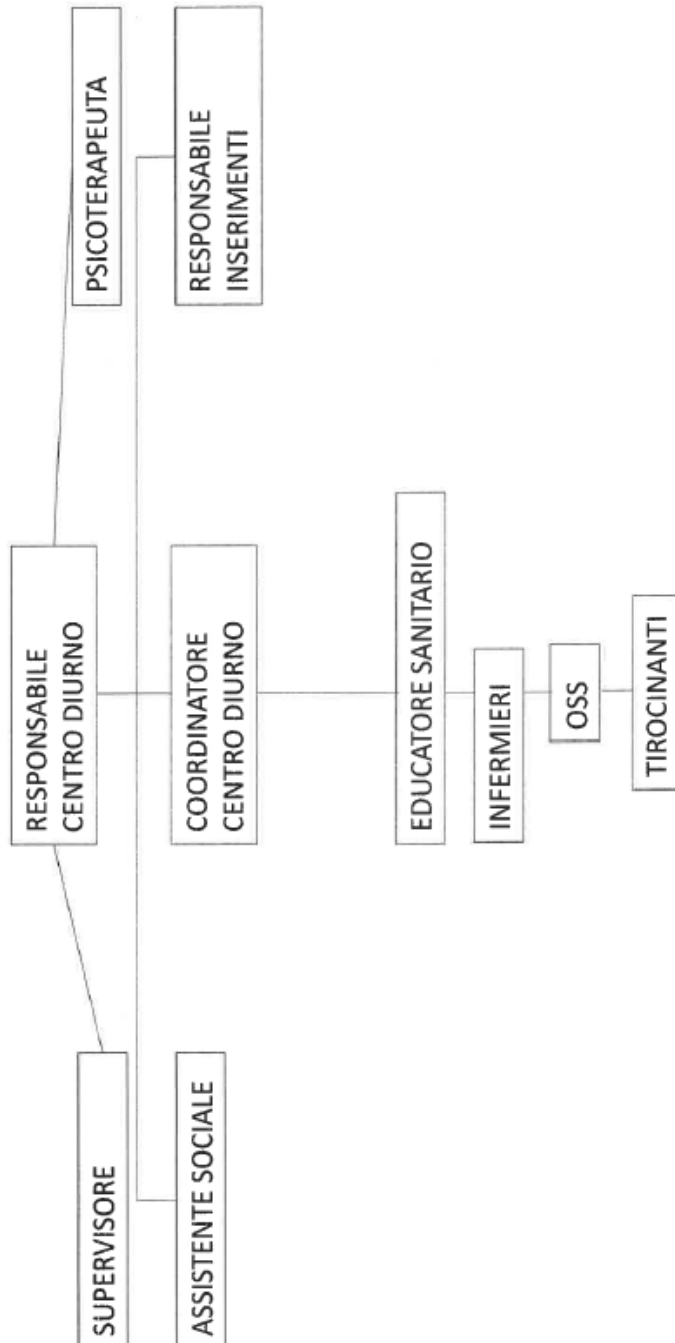 RESPONSABILE
CENTRO DIURNO
SUPERVISORE
PSICOTERAPEUTA
ASSISTENTE SOCIALE
COORDINATORE
CENTRO DIURNO
RESPONSABILE
INSERIMENTI
EDUCATORE SANITARIO
INFERMIERI
OSS
TIROCINANTI